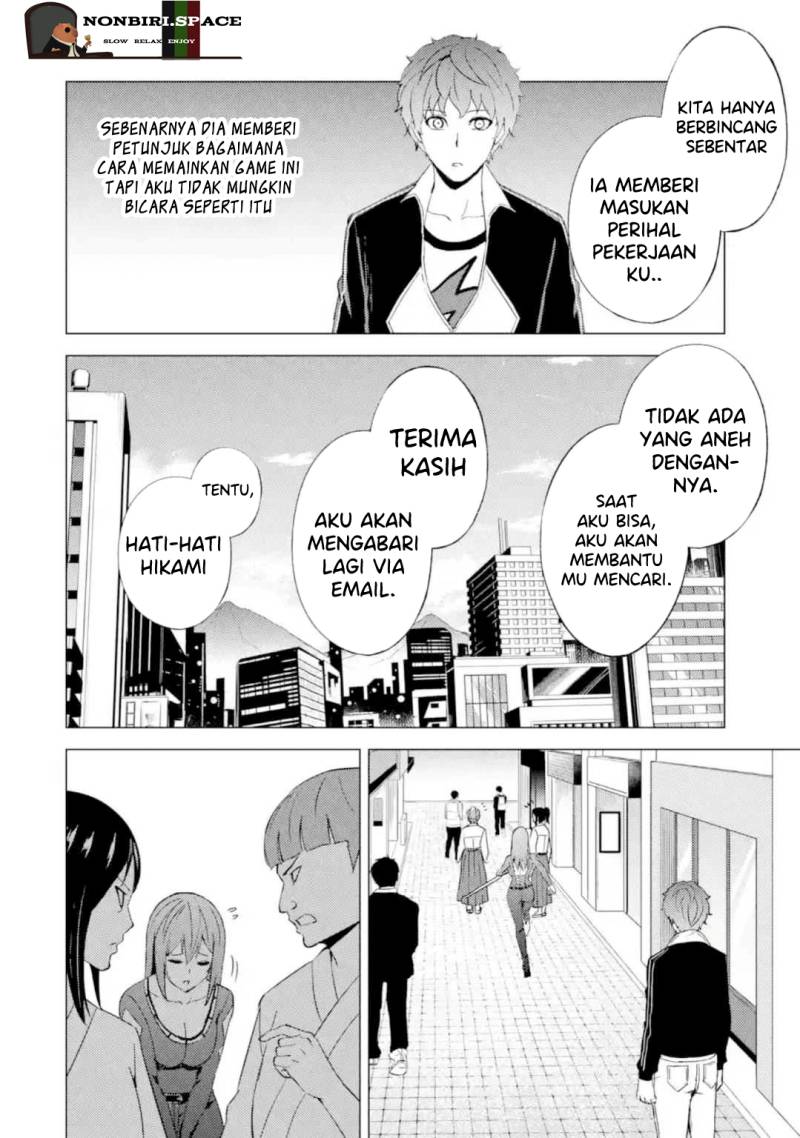 NONBIRI.SPACE
SLOW RELAX ENJOY
KITA HANYA
BERBINCANG
SEBENTAR
IA MEMBERI
MASUKAN
PERIHAL
PEKERJAAN
KU..
SEBENARNYA DIA MEMBERI
PETUNJUK BAGAIMANA
CARA MEMAINKAN GAME INI
TAPI AKU TIDAK MUNGKIN
BICARA SEPERTI ITU
TIDAK ADA
YANG ANEH
DENGAN-
NYA.
SAAT
AKU BISA,
AKU AKAN
MEMBANTU
MU MENCARI.
TERIMA
KASIH
AKU AKAN
MENGABARI
LAGI VIA
EMAIL.
TENTU,
HATI-HATI
HIKAMI